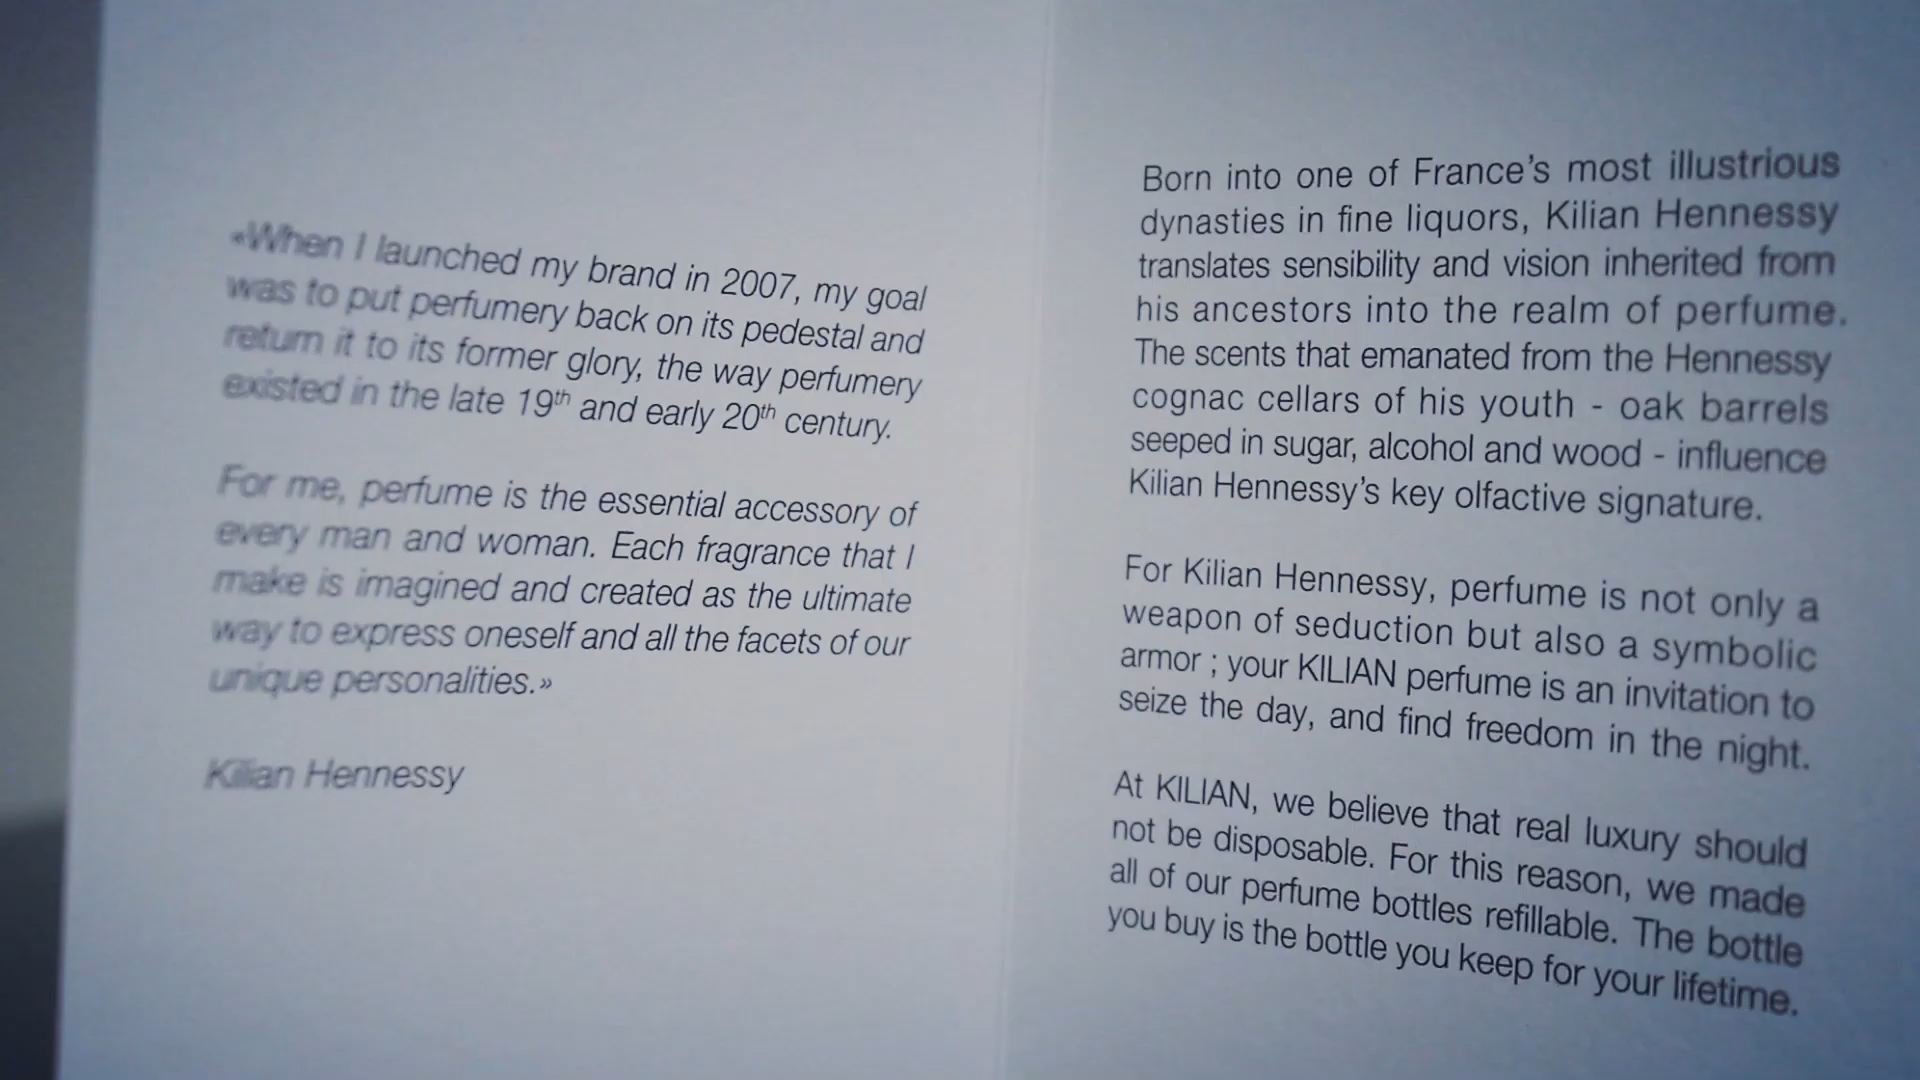 «When I launched my brand in 2007, my goal
was to put perfumery back on its pedestal and
return it to its former glory, the way perfumery
existed in the late 19th and early 20th century.
For me, perfume is the essential accessory of
every man and woman. Each fragrance that I
make is imagined and created as the ultimate
way to express oneself and all the facets of our
unique personalities.»
Kilian Hennessy
Born into one of France's most illustrious
dynasties in fine liquors, Kilian Hennessy
translates sensibility and vision inherited from
his ancestors into the realm of perfume.
The scents that emanated from the Hennessy
cognac cellars of his youth - oak barrels
seeped in sugar, alcohol and wood - influence
Kilian Hennessy's key olfactive signature.
For Kilian Hennessy, perfume is not only a
weapon of seduction but also a symbolic
armor ; your KILIAN perfume is an invitation to
seize the day, and find freedom in the night.
At KILIAN, we believe that real luxury should
not be disposable. For this reason, we made
all of our perfume bottles refillable. The bottle
you buy is the bottle you keep for your lifetime.